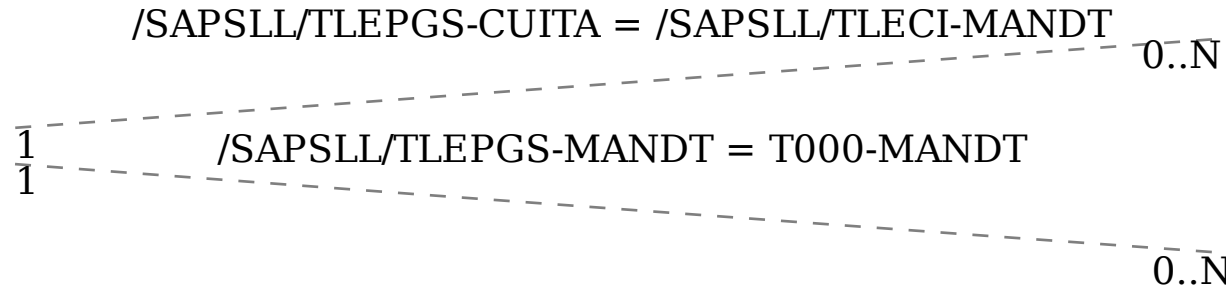 /SAPSLL/TLEPGS-CUITA = /SAPSLL/TLECI-MANDT
0..N
1
/SAPSLL/TLEPGS-MANDT = T000-MANDT
1
0..N